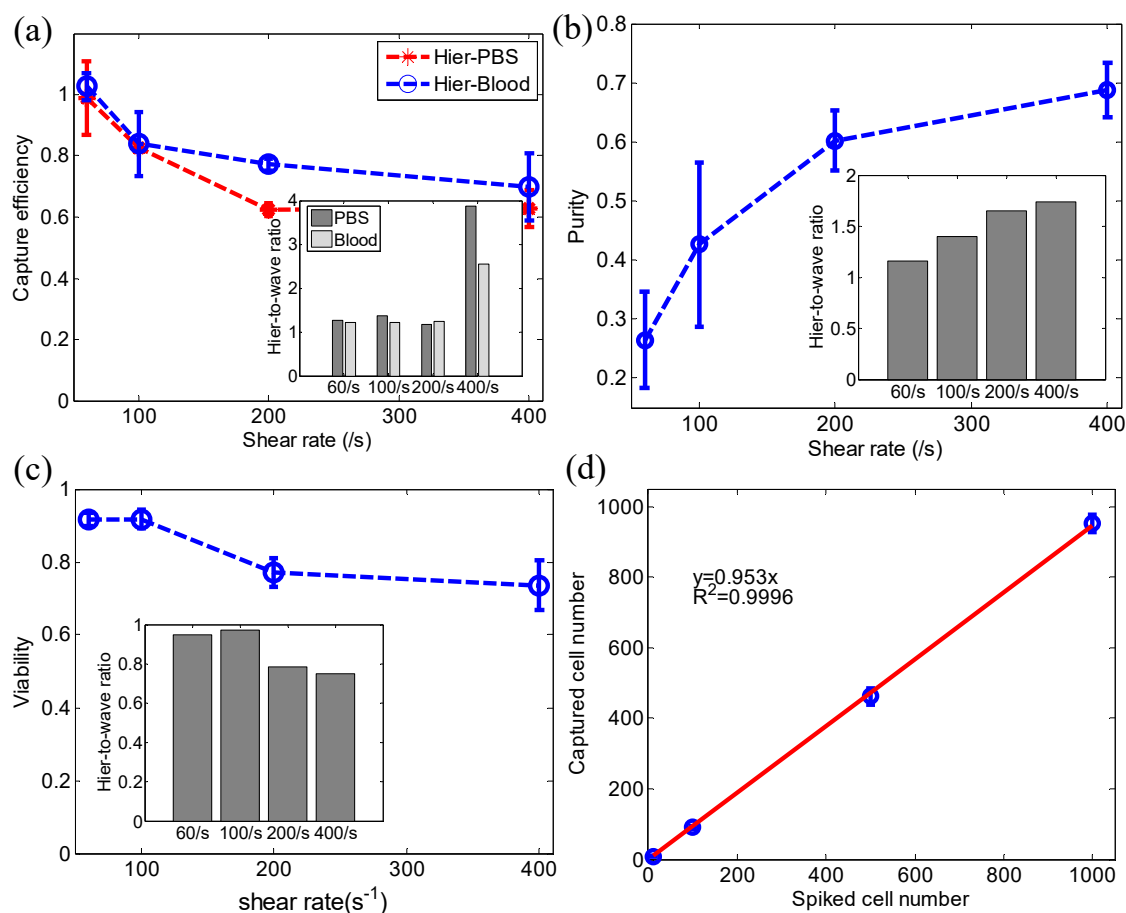 (a)
Capture efficiency
1.2
1
0.8
0.6
0.4
0.2
0
Hier-PBS
Hier-Blood
Hier-to-wave ratio
4
3
2
1
0
PBS
Blood
60/s 100/s 200/s 400/s
100 200 300 400
Shear rate (/s)
(b)
Purity
0.8
0.7
0.6
0.5
0.4
0.3
0.2
Hier-to-wave ratio
2
1.5
1
0.5
0
60/s 100/s 200/s 400/s
100 200 300 400
Shear rate (/s)
(c)
Viability
1
0.8
0.6
0.4
0.2
0
Hier-to-wave ratio
1
0.8
0.6
0.4
0.2
0
60/s 100/s 200/s 400/s
100 200 300 400
shear rate(s⁻¹)
(d)
Captured cell number
1000
800
600
400
200
0
y=0.953x
R²=0.9996
0 200 400 600 800 1000
Spiked cell number